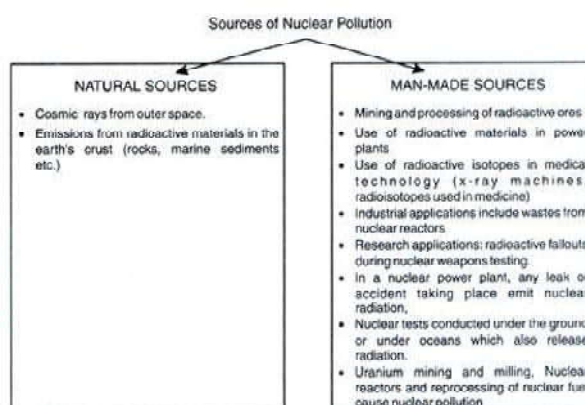 Sources of Nuclear Pollution
NATURAL SOURCES
• Cosmic rays from outer space.
• Emissions from radioactive materials in the
earth's crust (rocks, marine sediments
etc.)
MAN-MADE SOURCES
• Mining and processing of radioactive ores
• Use of radioactive materials in power
plants
• Use of radioactive isotopes in medica
technology (x-ray machines,
radioisotopes used in medicine)
• Industrial applications include wastes from
nuclear reactors
• Research applications: radioactive fallouts
during nuclear weapons testing.
• In a nuclear power plant, any leak or
accident taking place emit nuclear
radiation,
• Nuclear tests conducted under the ground
or under oceans which also release
radiation.
• Uranium mining and milling, Nuclear
reactors and reprocessing of nuclear fuel
cause nuclear pollution